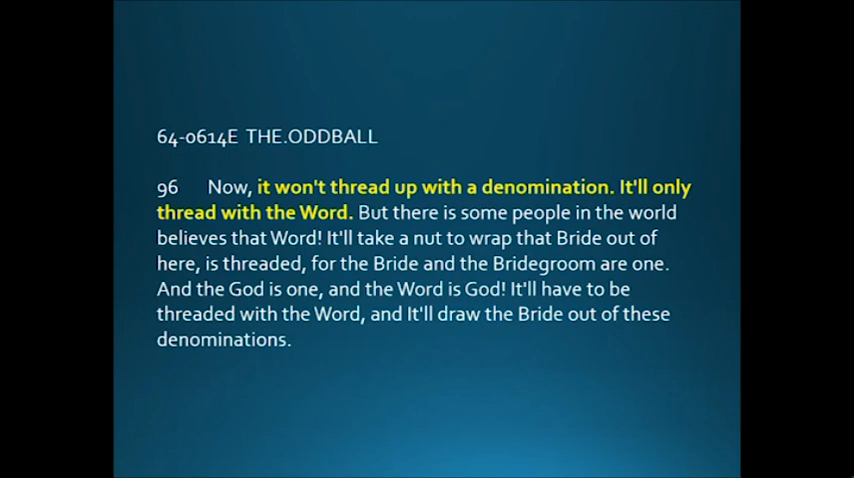 64-0614E THE.ODDBALL
96 Now, it won't thread up with a denomination. It'll only
thread with the Word. But there is some people in the world
believes that Word! It'll take a nut to wrap that Bride out of
here, is threaded, for the Bride and the Bridegroom are one.
And the God is one, and the Word is God! It'll have to be
threaded with the Word, and It'll draw the Bride out of these
denominations.